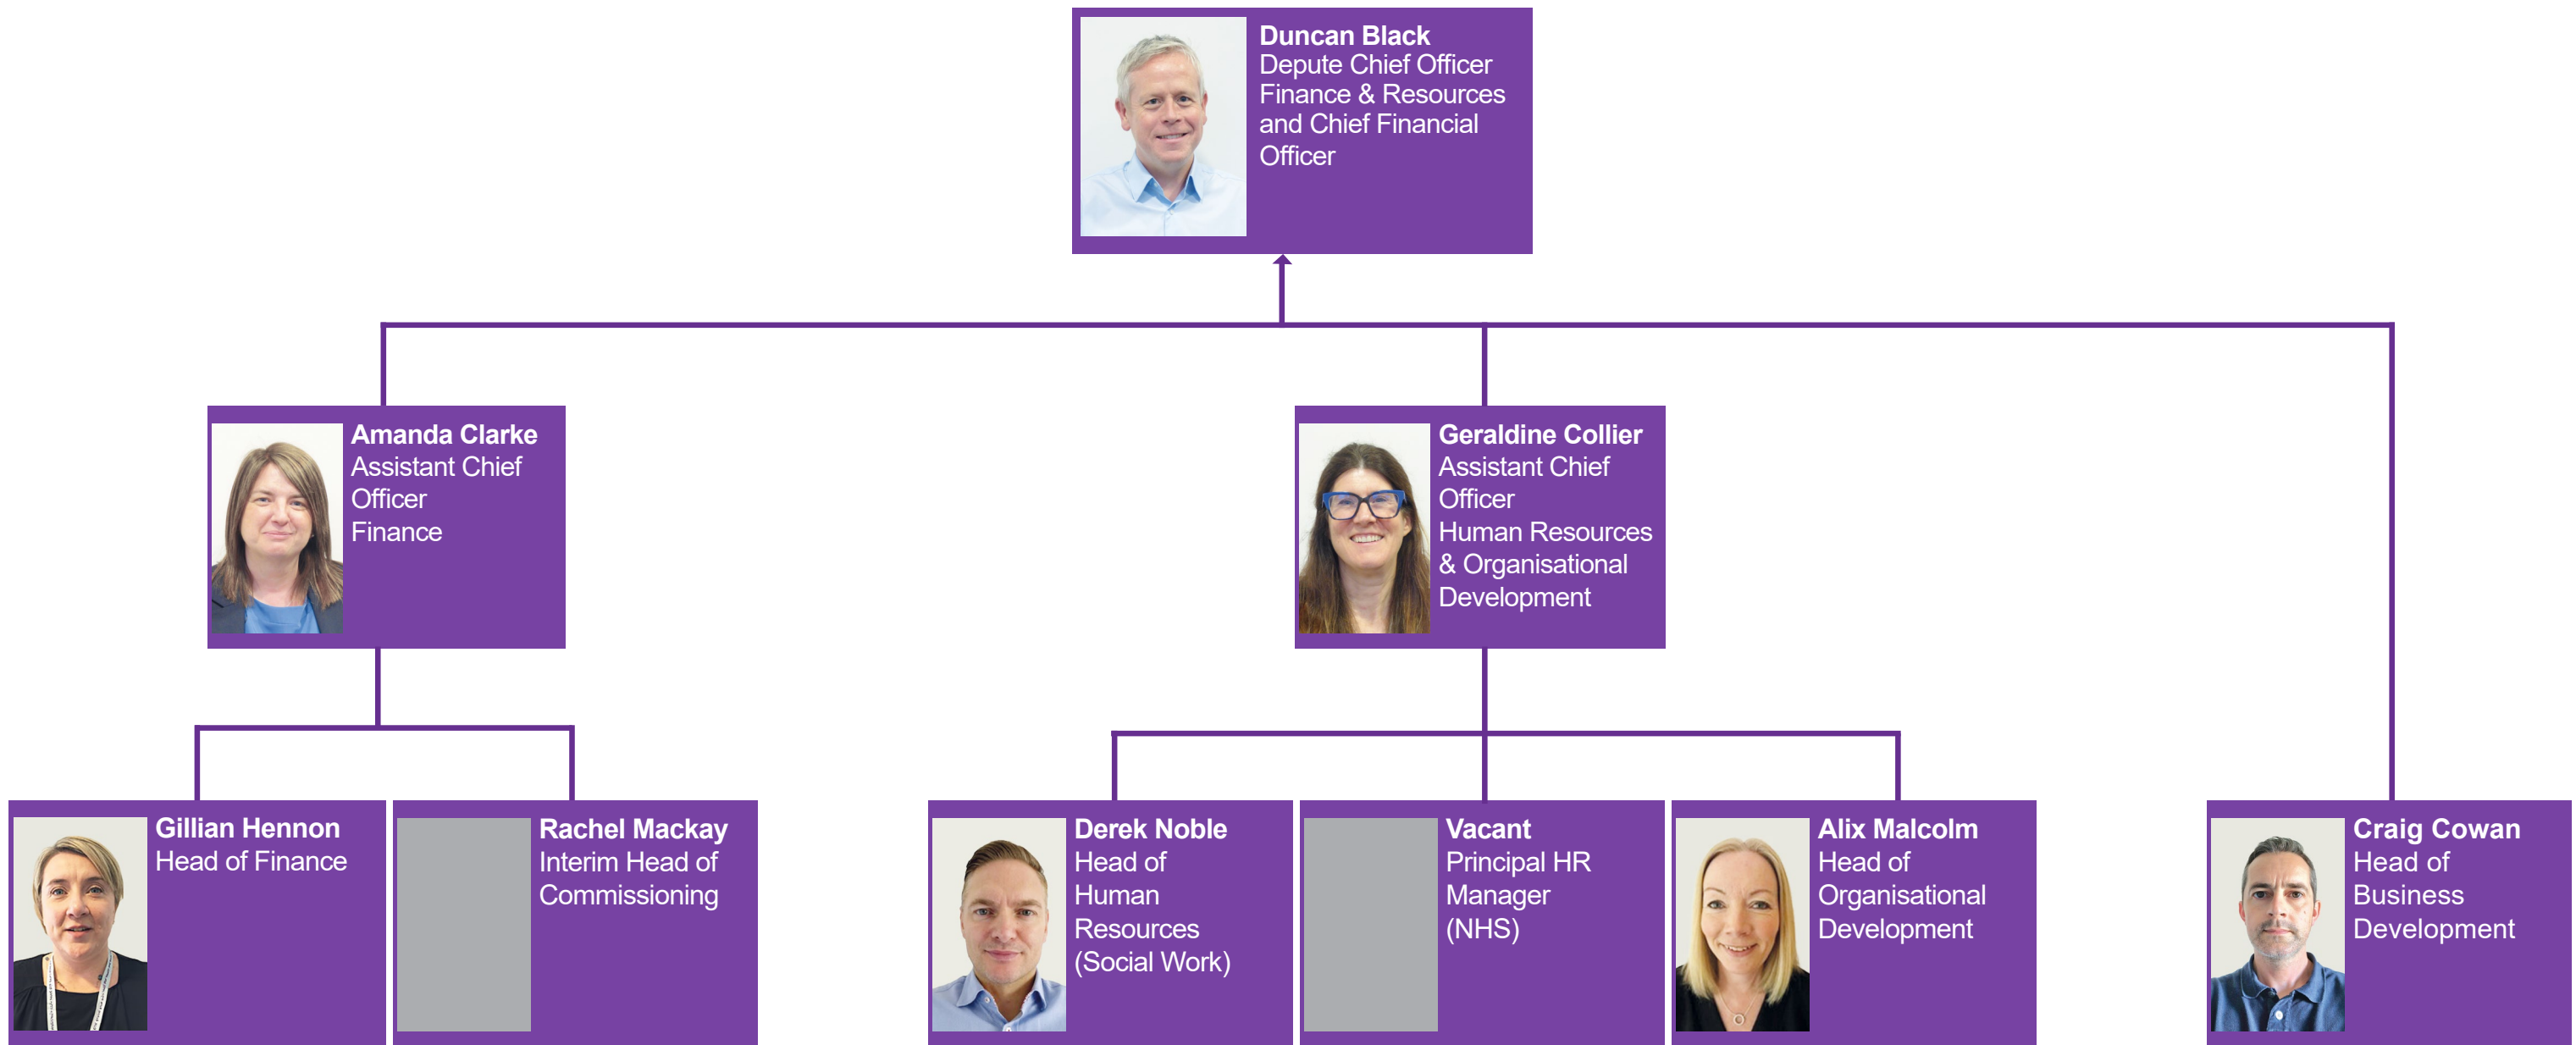 Duncan Black
Depute Chief Officer
Finance & Resources
and Chief Financial
Officer
Amanda Clarke
Assistant Chief
Officer
Finance
Geraldine Collier
Assistant Chief
Officer
Human Resources
& Organisational
Development
Gillian Hennon
Head of Finance
Rachel Mackay
Interim Head of
Commissioning
Derek Noble
Head of
Human
Resources
(Social Work)
Vacant
Principal HR
Manager
(NHS)
Alix Malcolm
Head of
Organisational
Development
Craig Cowan
Head of
Business
Development